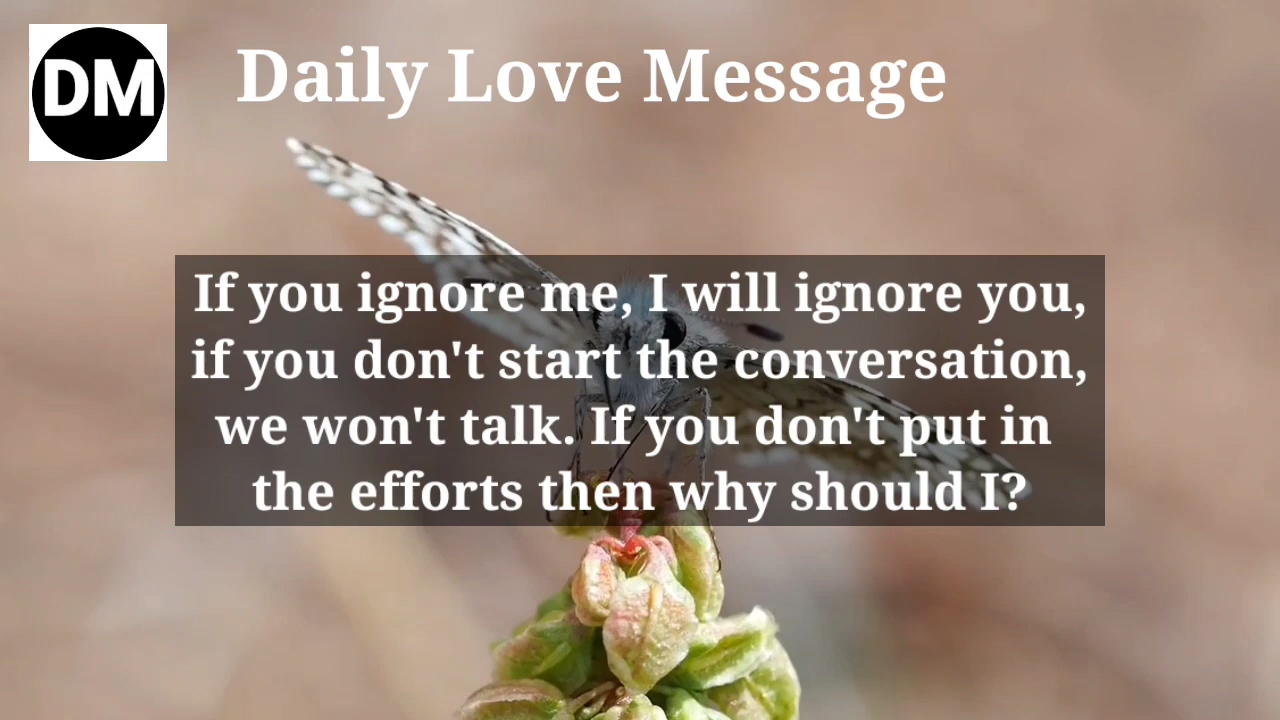 DM
Daily Love Message
If you ignore me, I will ignore you,
if you don't start the conversation,
we won't talk. If you don't put in
the efforts then why should I?